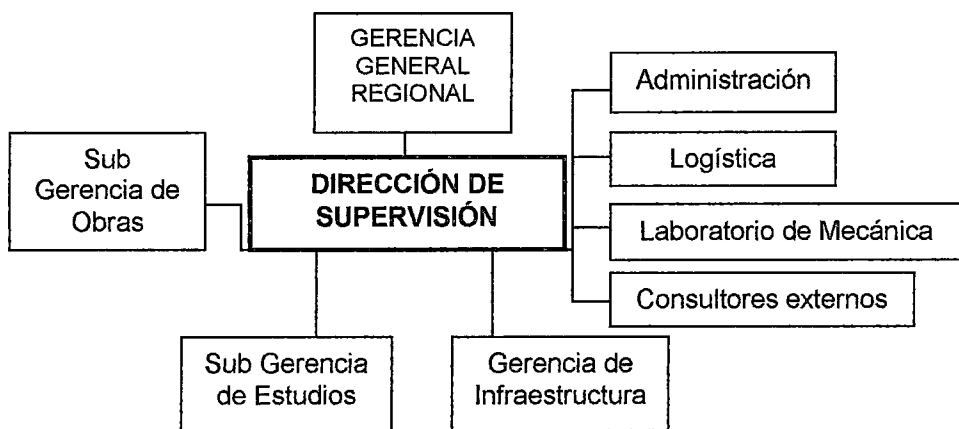 GERENCIA
GENERAL
REGIONAL
Administración
Sub
Gerencia de
Obras
DIRECCIÓN DE
SUPERVISIÓN
Logística
Laboratorio de Mecánica
Consultores externos
Sub Gerencia
de Estudios
Gerencia de
Infraestructura